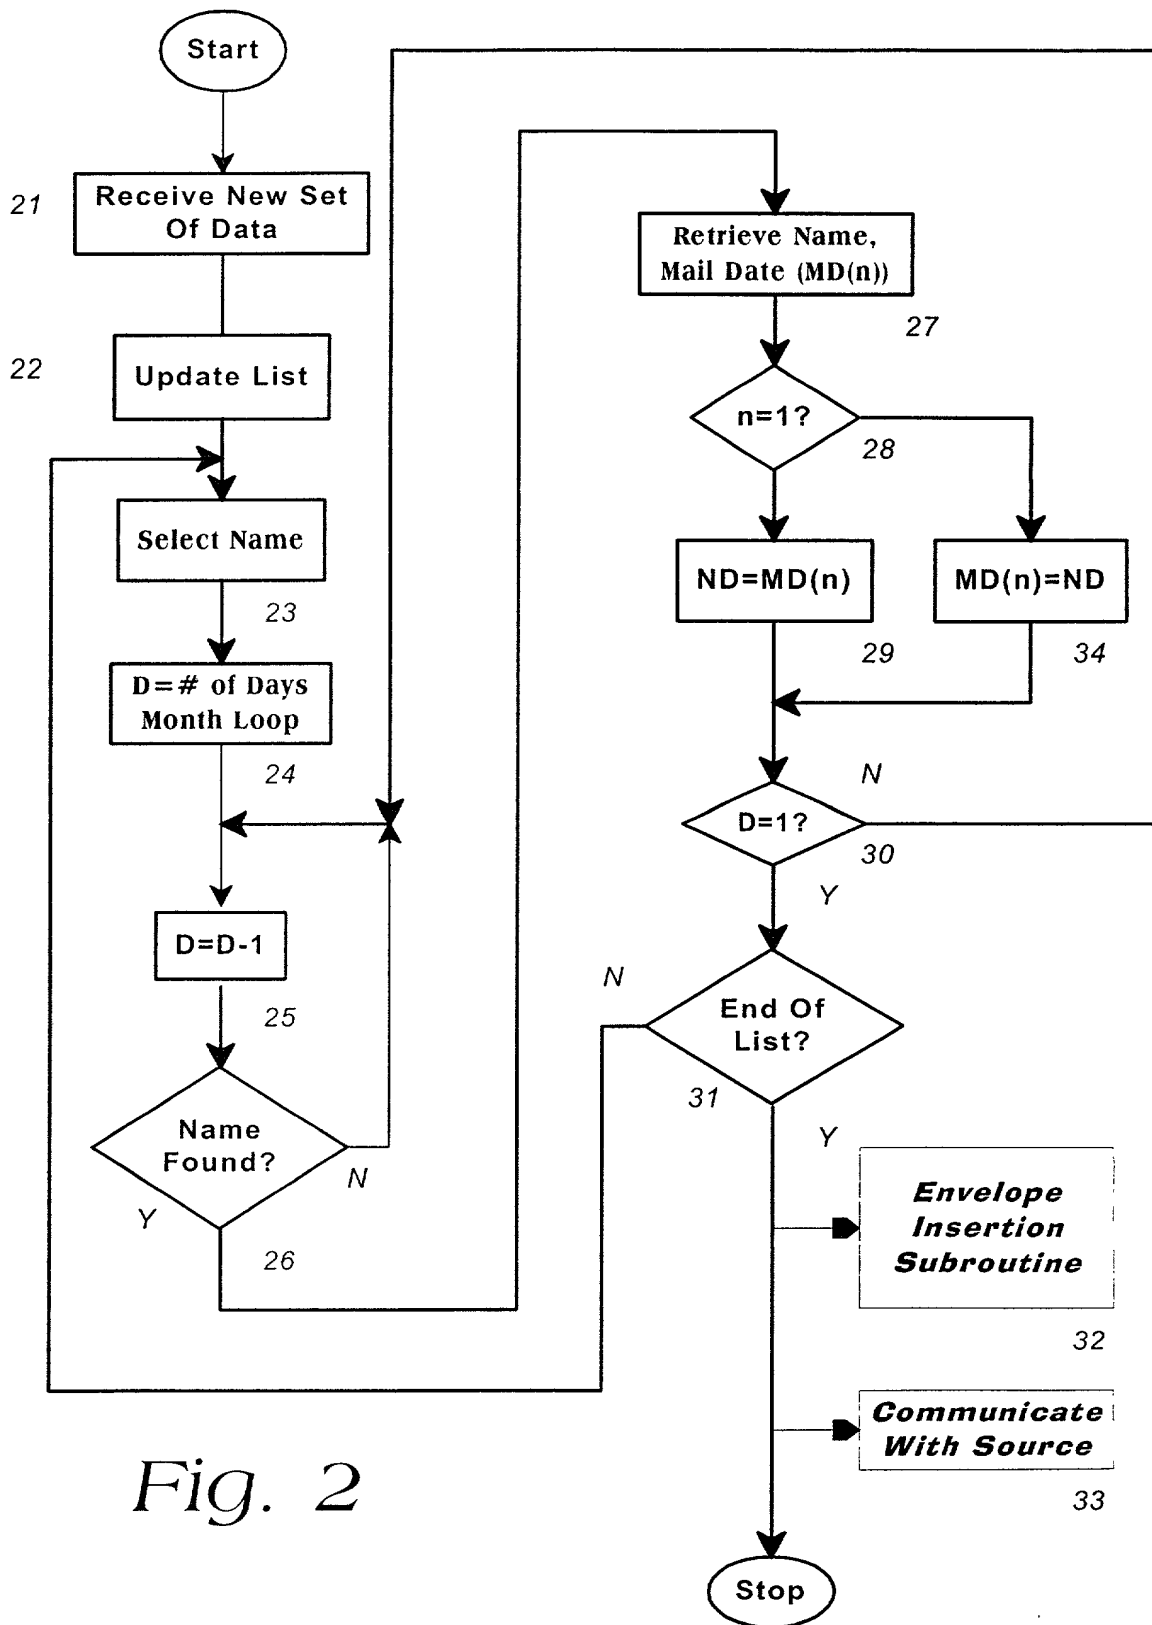 Start
21
Receive New Set
Of Data
22
Update List
Select Name
23
D=# of Days
Month Loop
24
D=D-1
25
Name
Found?
N
Y
26
Retrieve Name,
Mail Date (MD(n))
27
n=1?
28
ND=MD(n)
29
MD(n)=ND
34
D=1?
N
30
Y
End Of
List?
N
31
Y
Envelope
Insertion
Subroutine
32
Communicate
With Source
33
Stop
Fig. 2